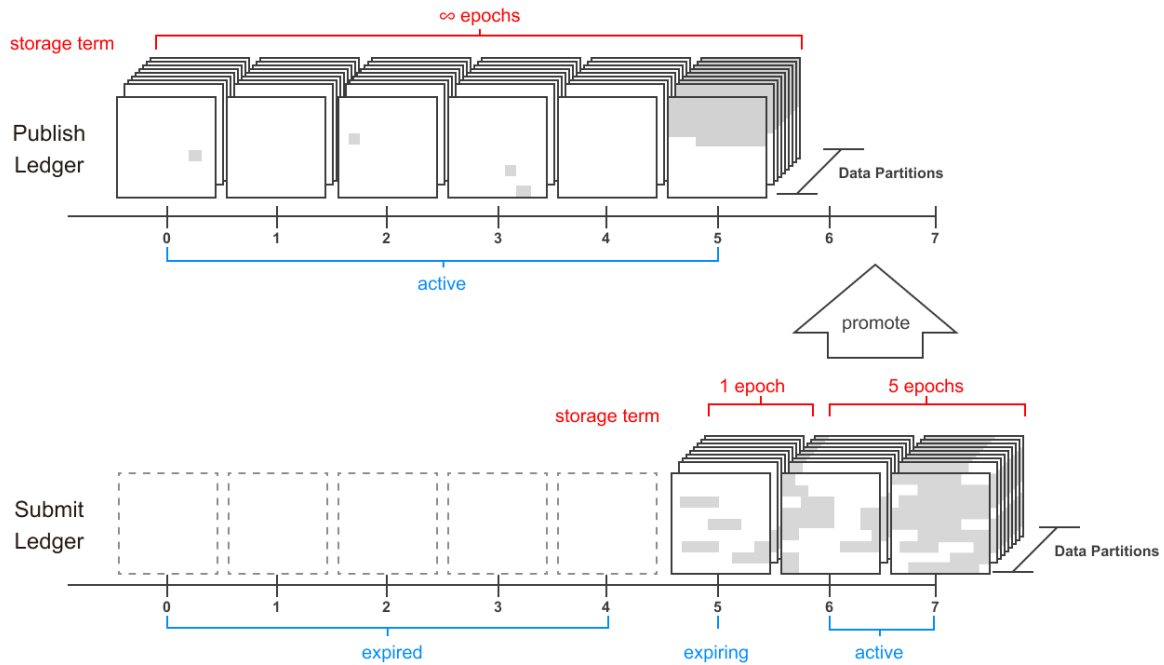 ∞ epochs
storage term
Publish
Ledger
Data Partitions
0 1 2 3 4 5 6 7
active
promote
1 epoch 5 epochs
storage term
Submit
Ledger
Data Partitions
0 1 2 3 4 5 6 7
expired expiring active